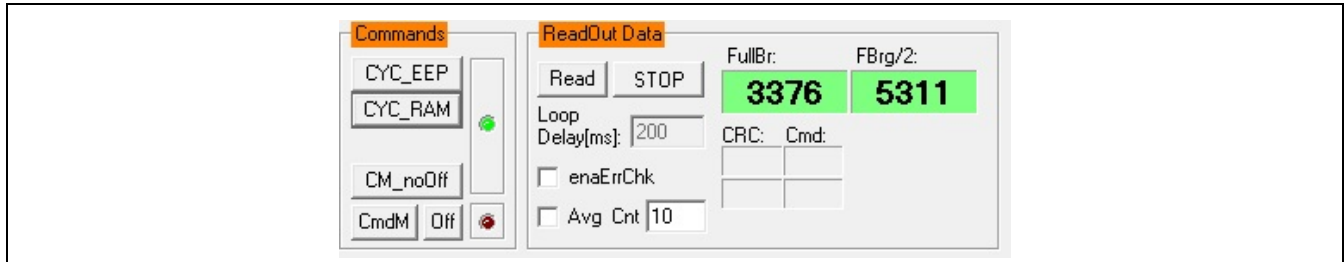 Commands
CYC_EEP
CYC_RAM
CM_noOff
CmdM Off
ReadOut Data
Read STOP
Loop
Delay[ms]: 200
enaErrChk
Avg Cnt 10
FullBr: FBrg/2:
3376 5311
CRC: Cmd: